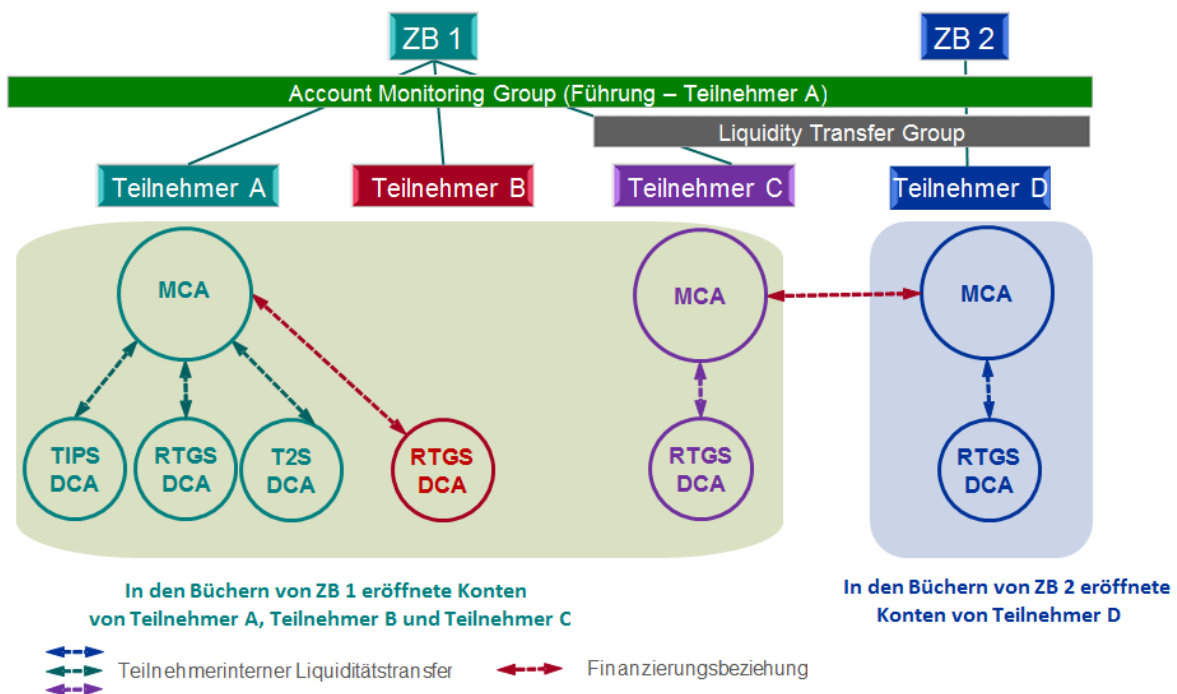 ZB 1
ZB 2
Account Monitoring Group (Führung – Teilnehmer A)
Liquidity Transfer Group
Teilnehmer A
Teilnehmer B
Teilnehmer C
Teilnehmer D
MCA
MCA
MCA
TIPS
DCA
RTGS
DCA
T2S
DCA
RTGS
DCA
RTGS
DCA
RTGS
DCA
In den Büchern von ZB 1 eröffnete Konten
von Teilnehmer A, Teilnehmer B und Teilnehmer C
In den Büchern von ZB 2 eröffnete
Konten von Teilnehmer D
Teilnehmerinterner Liquiditätstransfer
Finanzierungsbeziehung